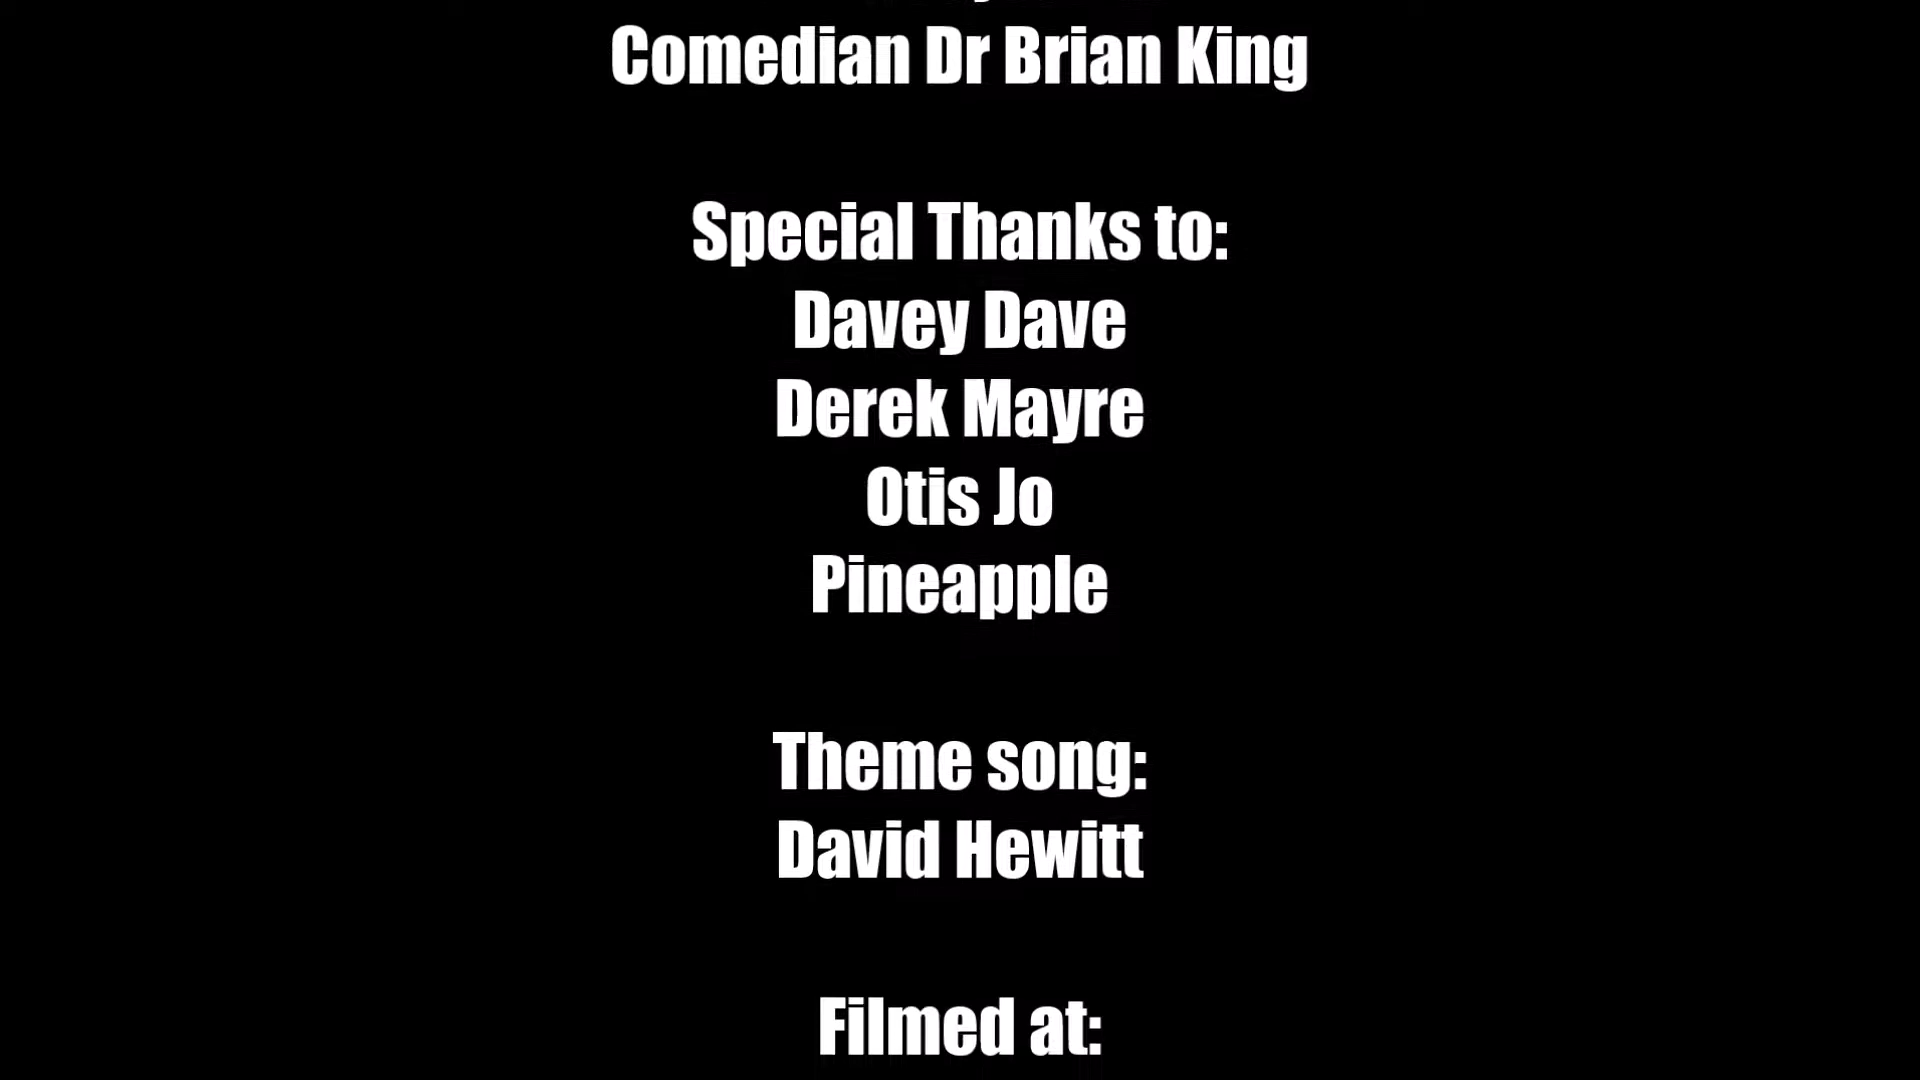 Comedian Dr Brian King
Special Thanks to:
Davey Dave
Derek Mayre
Otis Jo
Pineapple
Theme song:
David Hewitt
Filmed at: